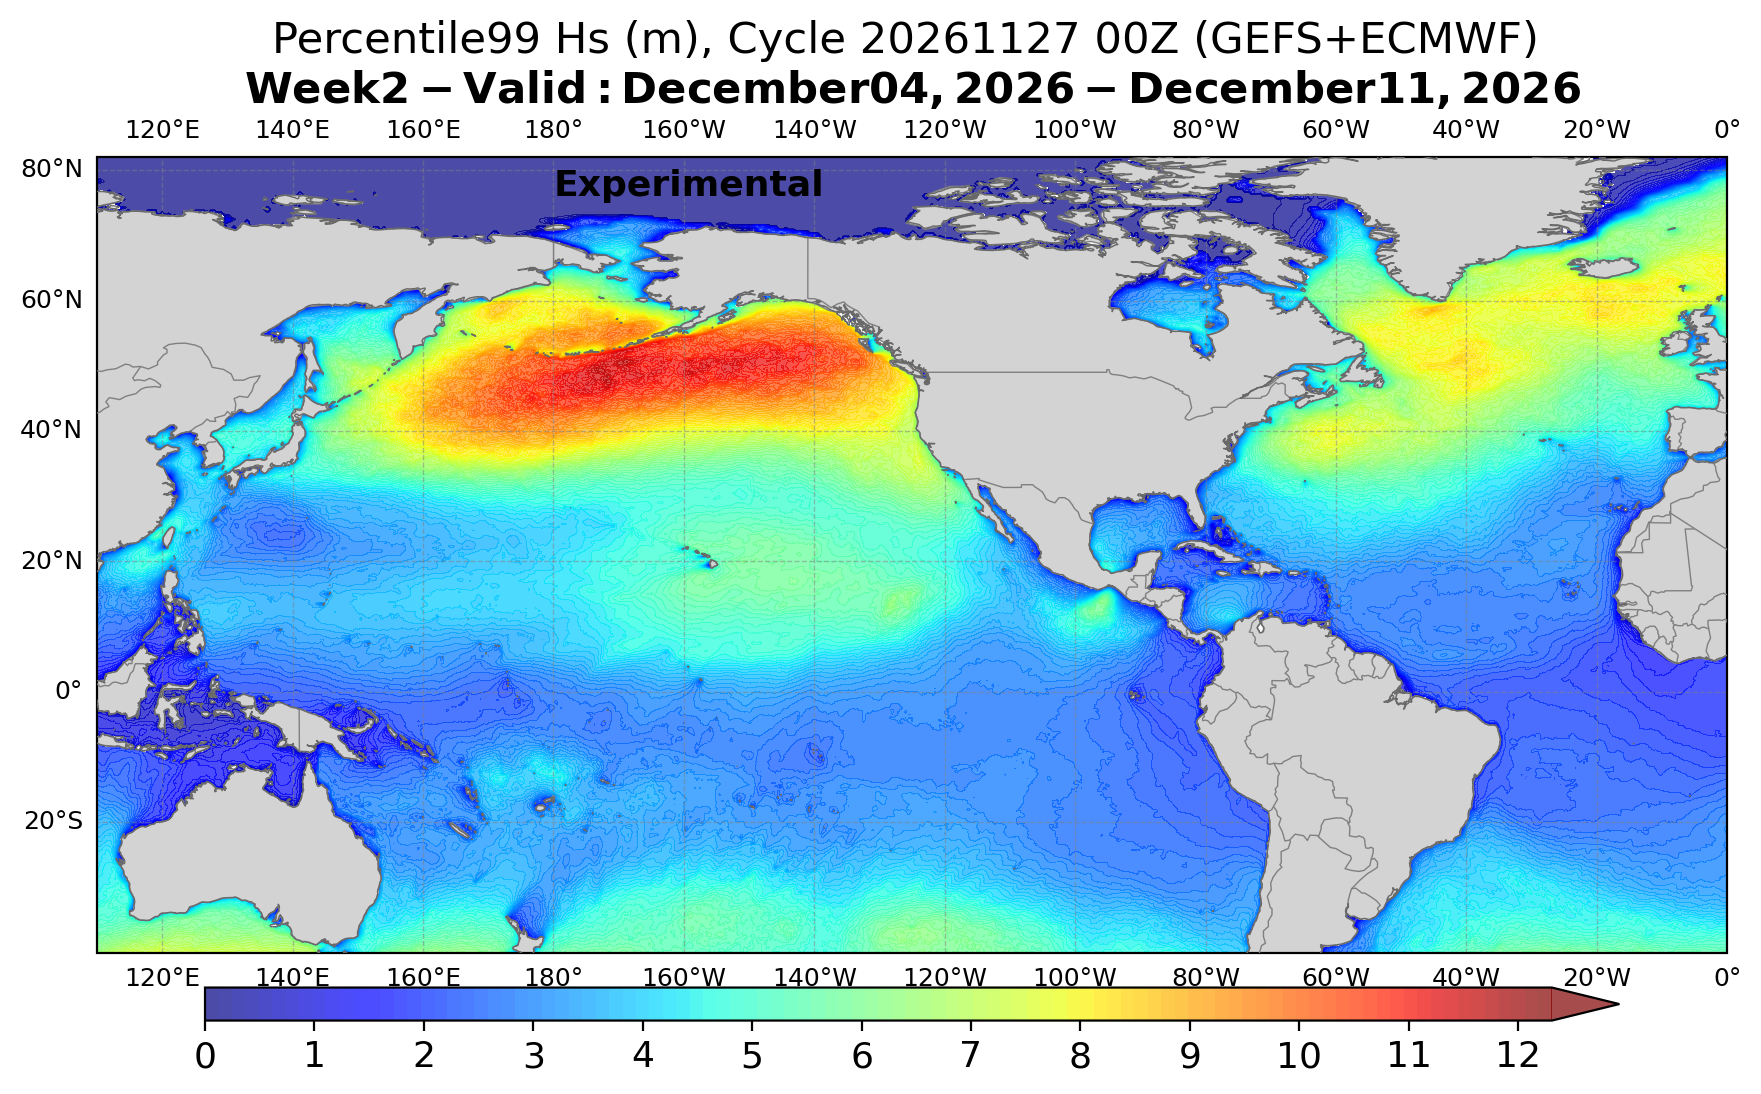 Percentile99 Hs (m), Cycle 20261127 00Z (GEFS+ECMWF)
Week2 − Valid : December04, 2026 − December11, 2026
120°E 140°E 160°E 180° 160°W 140°W 120°W 100°W 80°W 60°W 40°W 20°W 0°
80°N
Experimental
60°N
40°N
20°N
0°
20°S
120°E 140°E 160°E 180° 160°W 140°W 120°W 100°W 80°W 60°W 40°W 20°W 0°
0 1 2 3 4 5 6 7 8 9 10 11 12